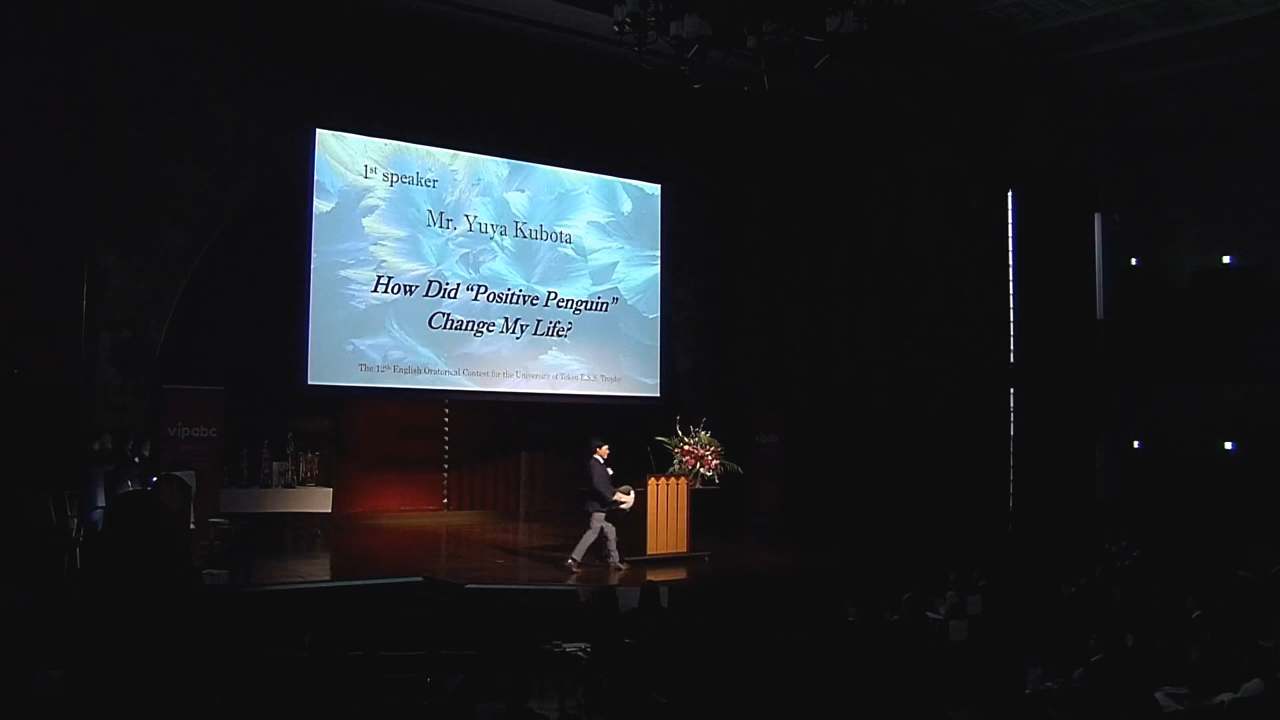 1st speaker
Mr. Yuya Kubota
How Did “Positive Penguin”
Change My Life?
The 12th English Oratorical Contest for the University of Tokyo E.S.S. Trophy
vipabc